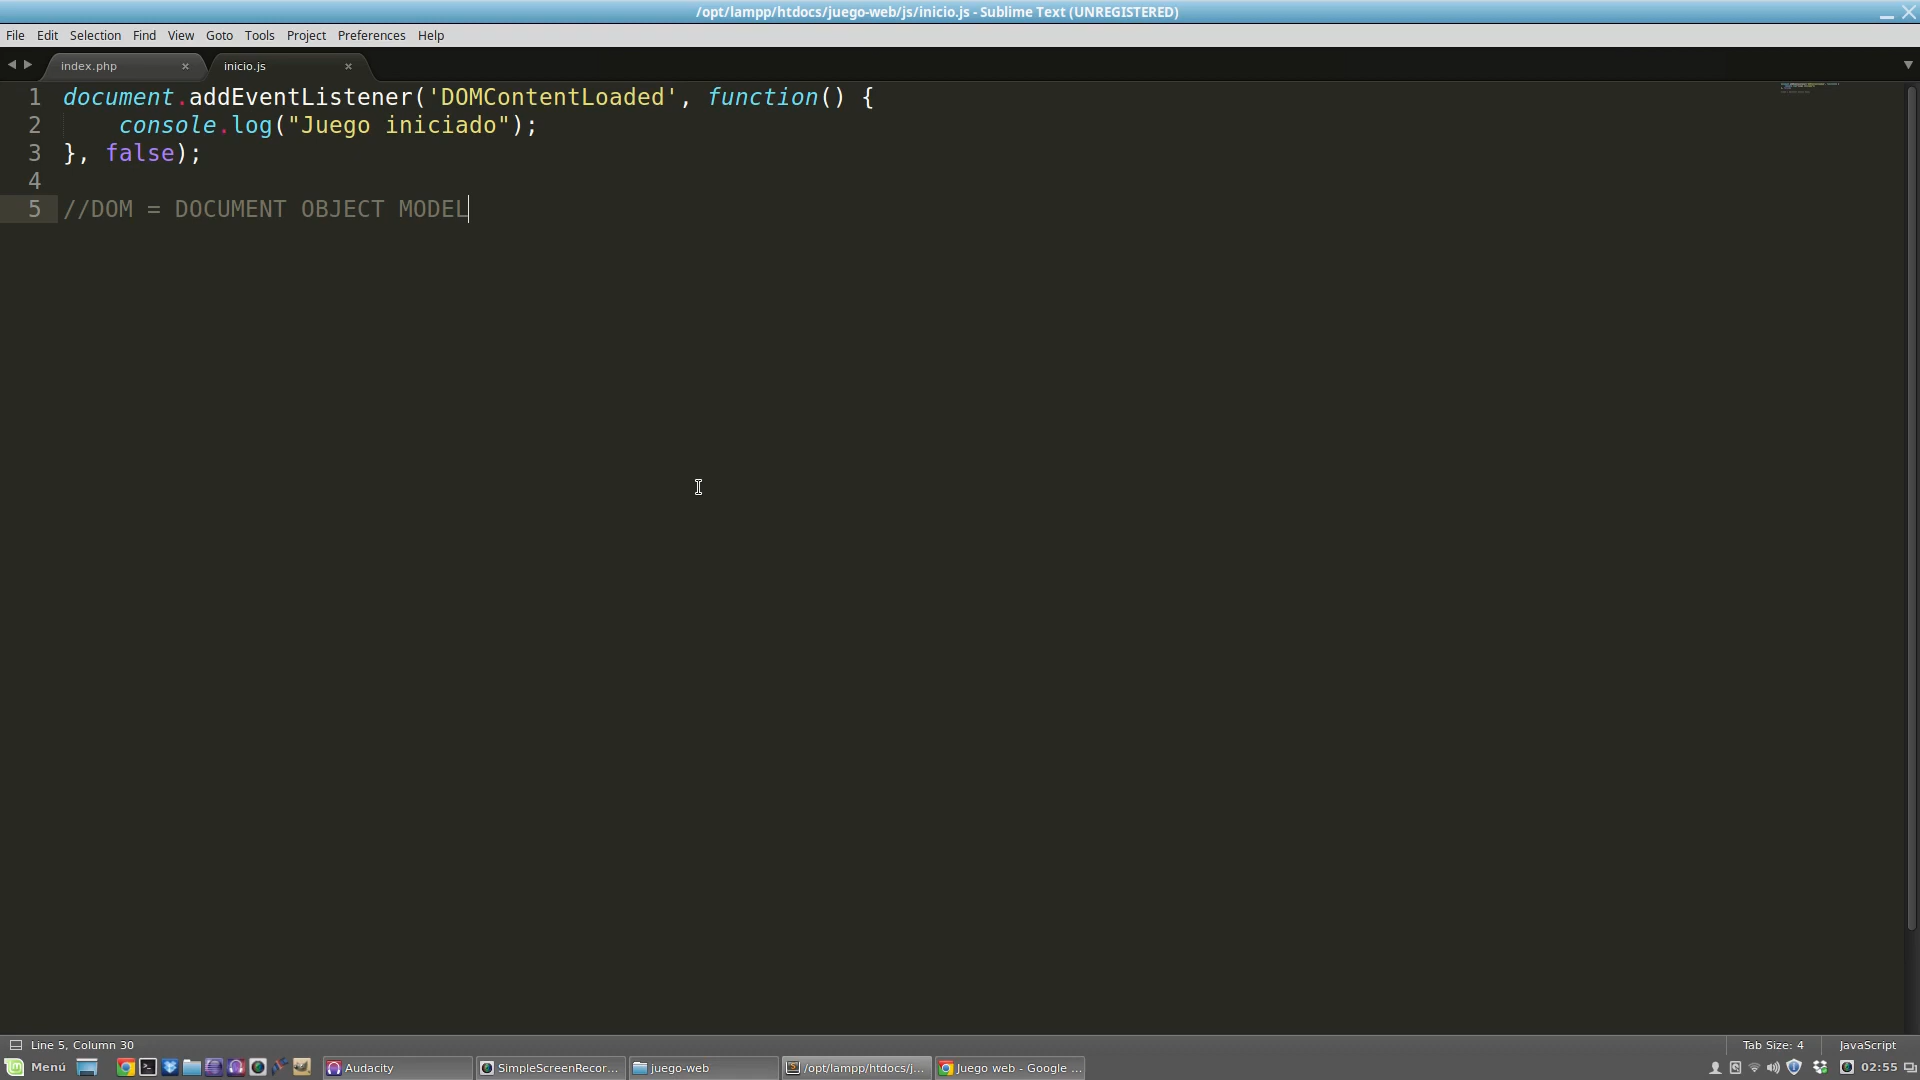 /opt/lampp/htdocs/juego-web/js/inicio.js - Sublime Text (UNREGISTERED)
File Edit Selection Find View Goto Tools Project Preferences Help
index.php × inicio.js ×
1 document.addEventListener('DOMContentLoaded', function() {
2 console.log("Juego iniciado");
3 }, false);
4
5 //DOM = DOCUMENT OBJECT MODEL
Line 5, Column 30 Tab Size: 4 JavaScript
Menú Audacity SimpleScreenRecor... juego-web /opt/lampp/htdocs/j... Juego web - Google ... 02:55